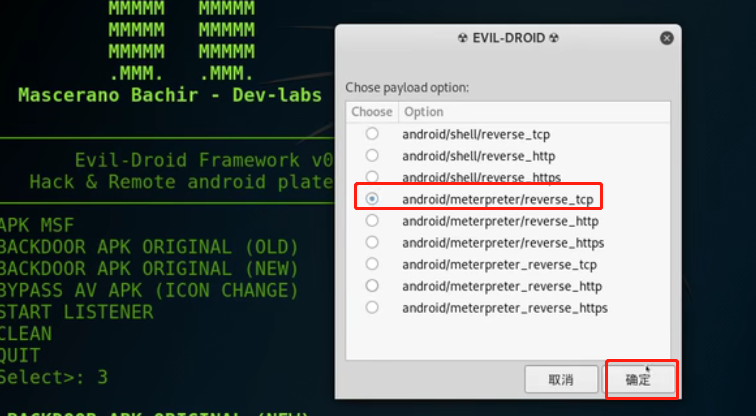 MMMMM MMMMM
MMMMM MMMMM
MMMMM MMMMM
.MMM. .MMM.
Mascerano Bachir - Dev-labs
Evil-Droid Framework v0
Hack & Remote android plate
APK MSF
BACKDOOR APK ORIGINAL (OLD)
BACKDOOR APK ORIGINAL (NEW)
BYPASS AV APK (ICON CHANGE)
START LISTENER
CLEAN
QUIT
Select>: 3
BACKDOOR APK ORIGINAL (NEW)
☢ EVIL-DROID ☢
Chose payload option:
Choose Option
android/shell/reverse_tcp
android/shell/reverse_http
android/shell/reverse_https
android/meterpreter/reverse_tcp
android/meterpreter/reverse_http
android/meterpreter/reverse_https
android/meterpreter_reverse_tcp
android/meterpreter_reverse_http
android/meterpreter_reverse_https
取消 确定